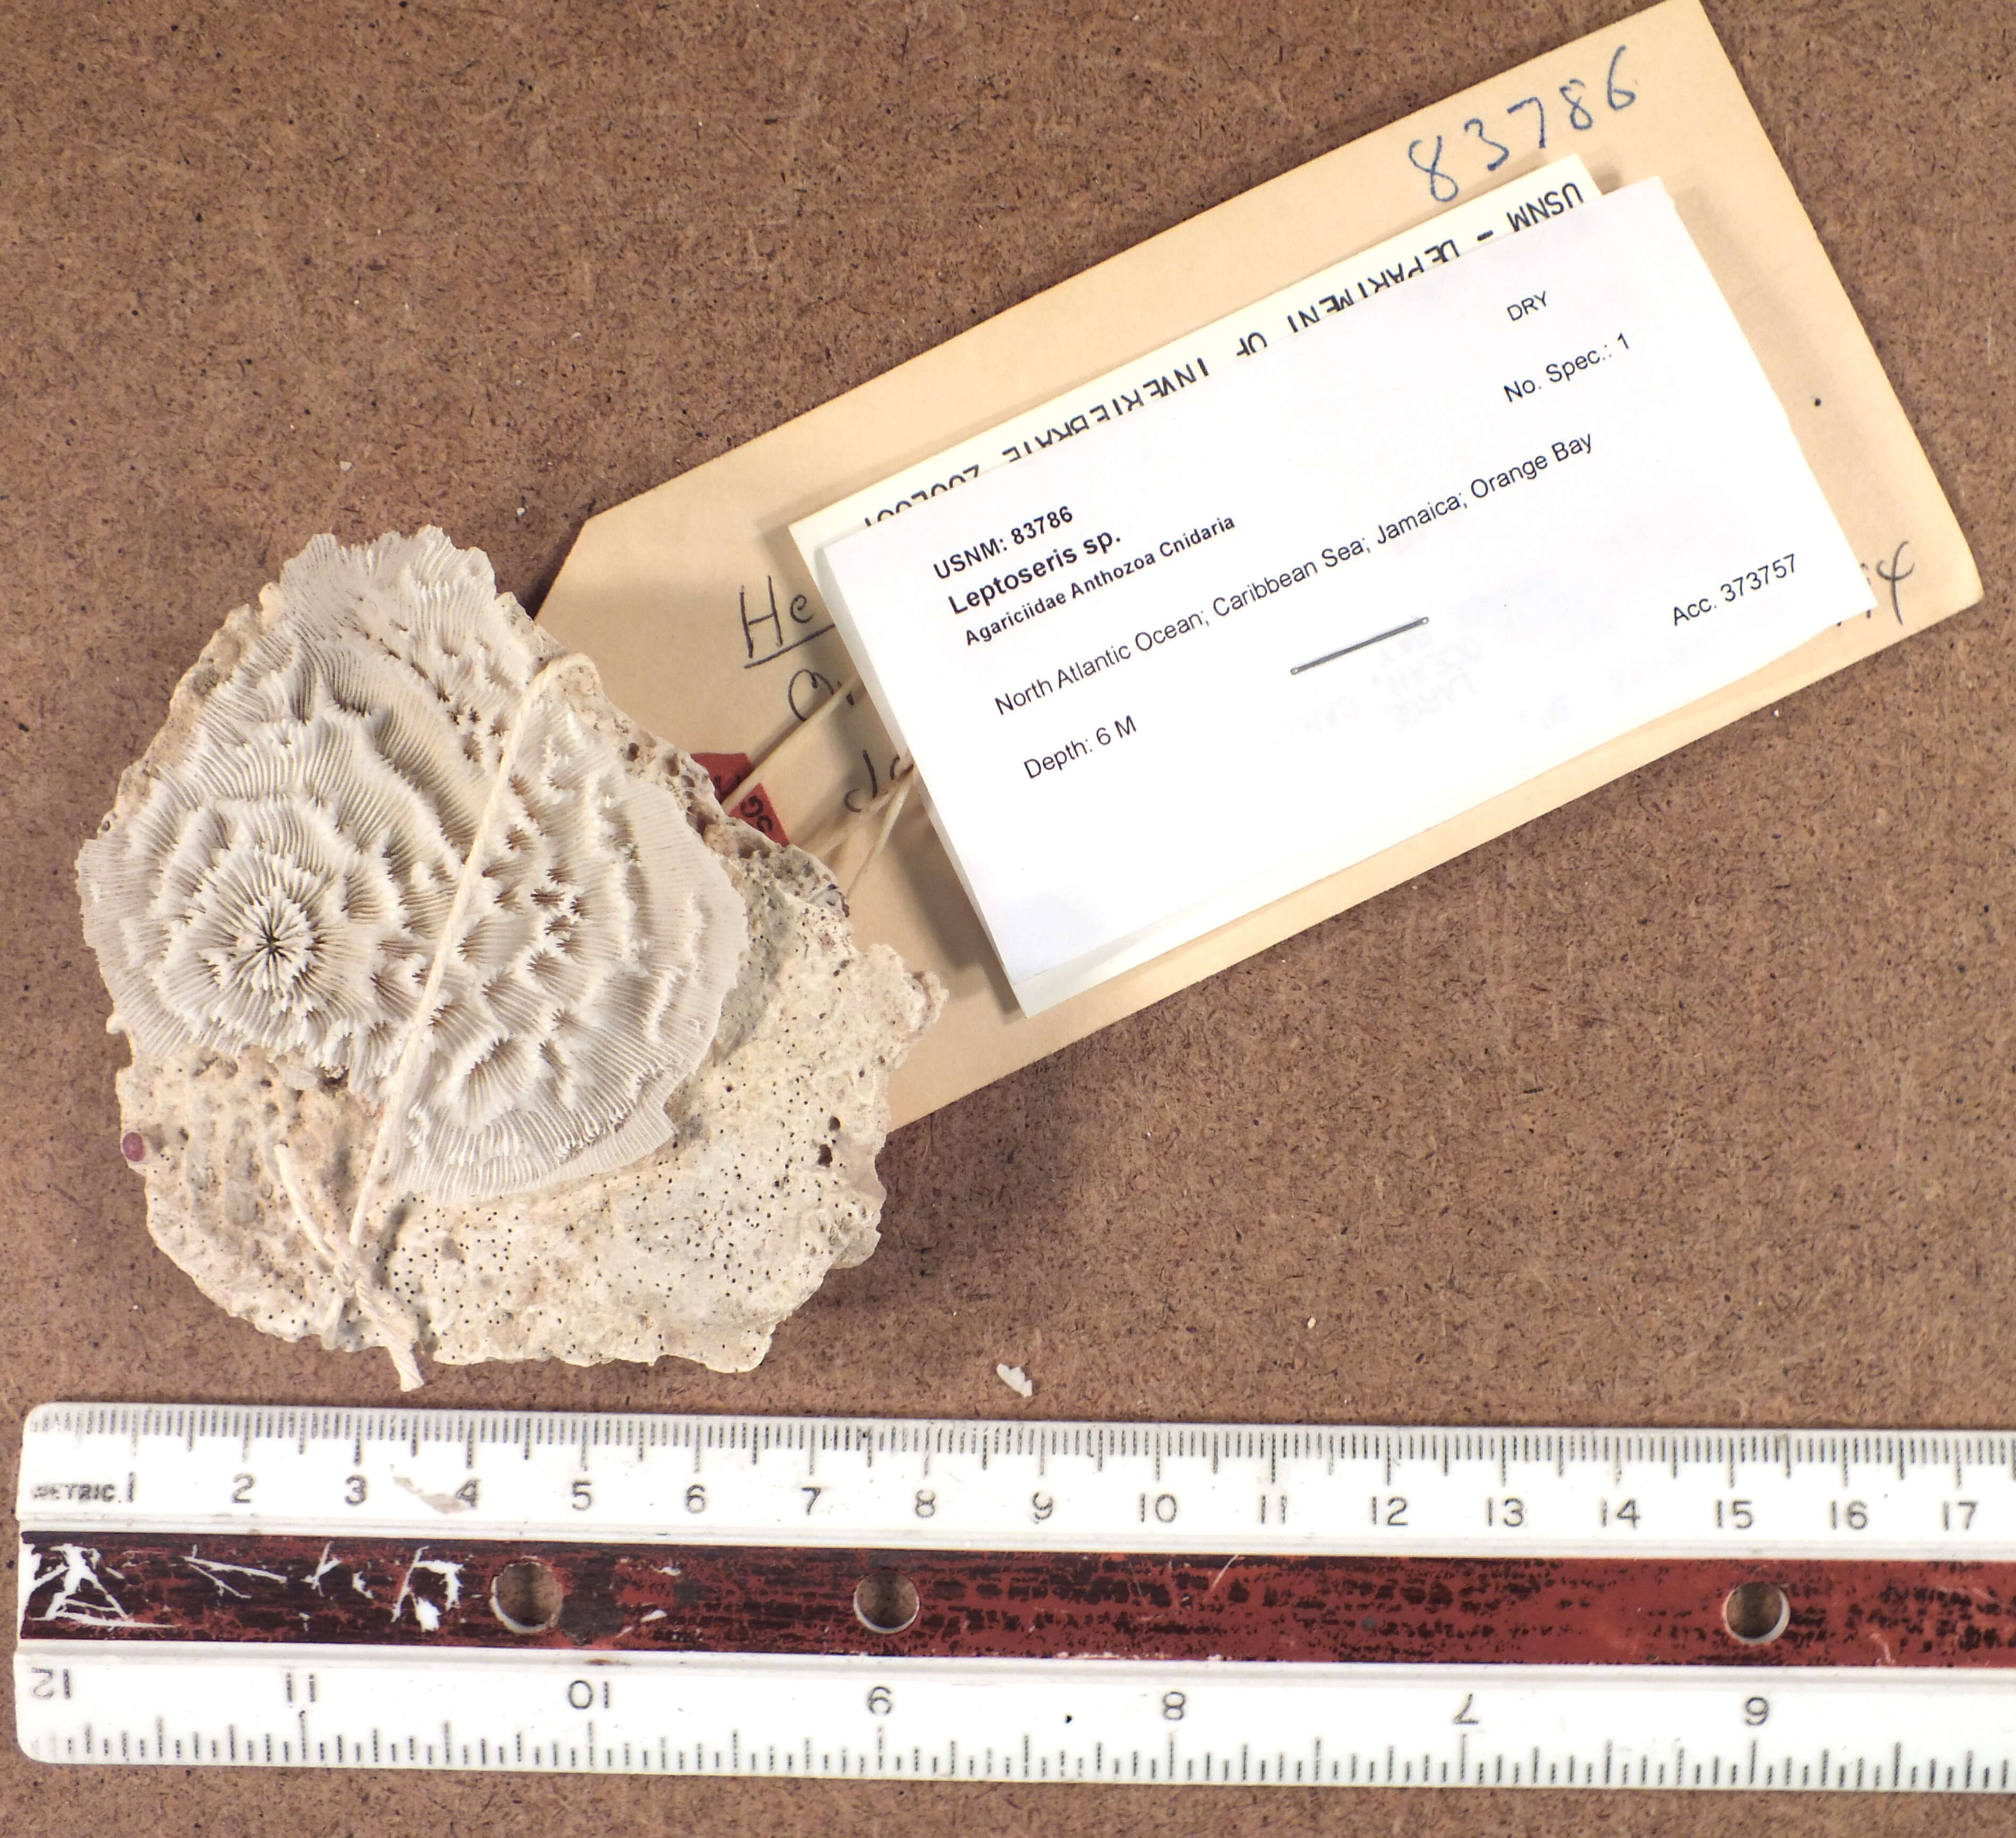 83786
USNM - DEPARTMENT OF INVERTEBRATE ZOOLOGY
DRY
No. Spec.: 1
USNM: 83786
Leptoseris sp.
Agariciidae Anthozoa Cnidaria
North Atlantic Ocean; Caribbean Sea; Jamaica; Orange Bay
Acc. 373757
Depth: 6 M
He
METRIC 1 2 3 4 5 6 7 8 9 10 11 12 13 14 15 16 17
12 11 10 9 8 7 6